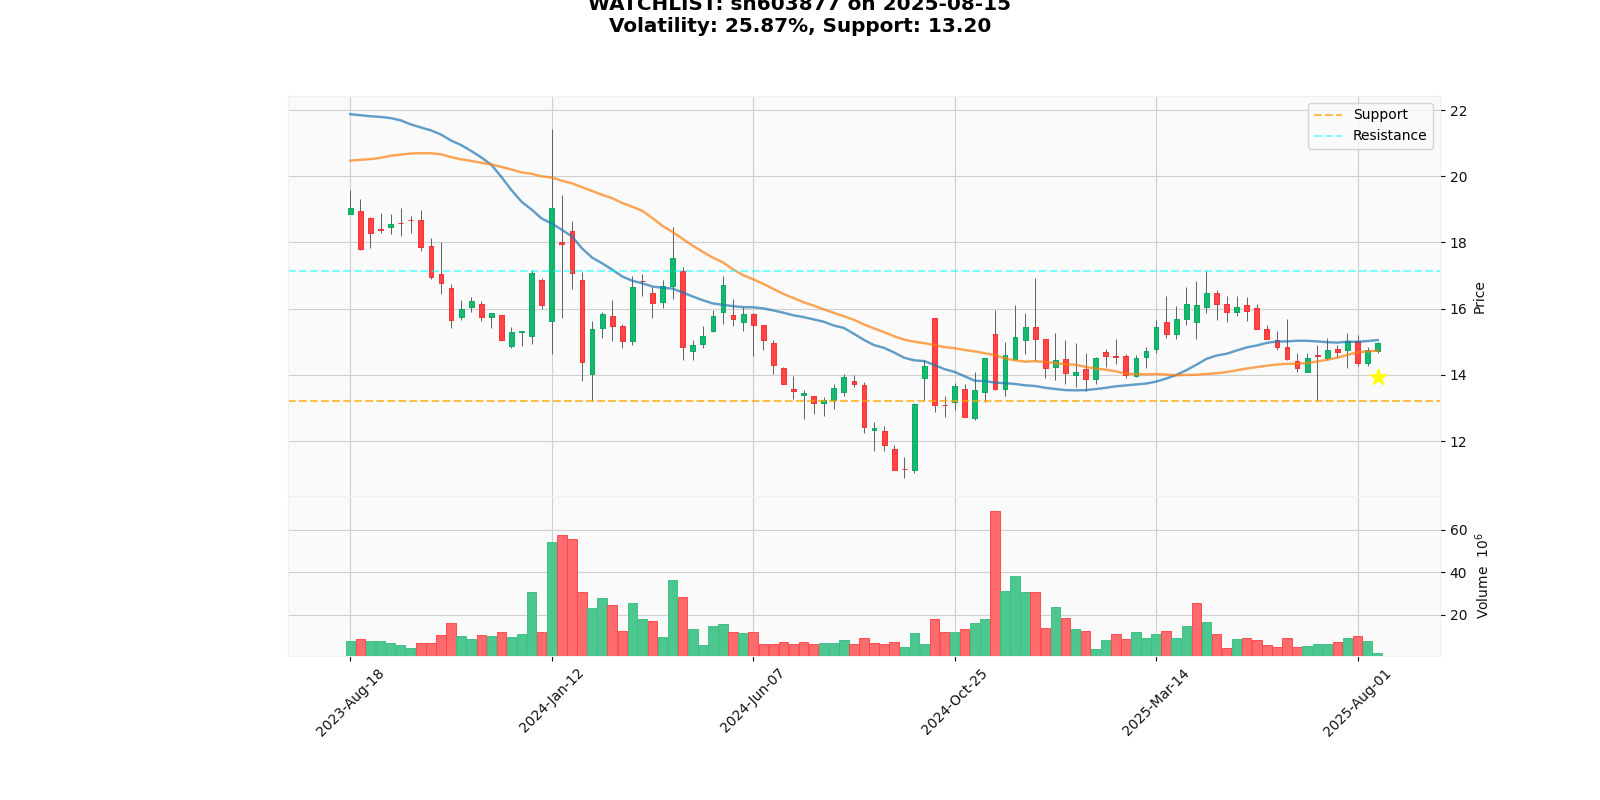 WATCHLIST: sh603877 on 2025-08-15
Volatility: 25.87%, Support: 13.20
Support
Resistance
22
20
18
16
14
12
Price
60
40
20
Volume 10^6
2023-Aug-18
2024-Jan-12
2024-Jun-07
2024-Oct-25
2025-Mar-14
2025-Aug-01